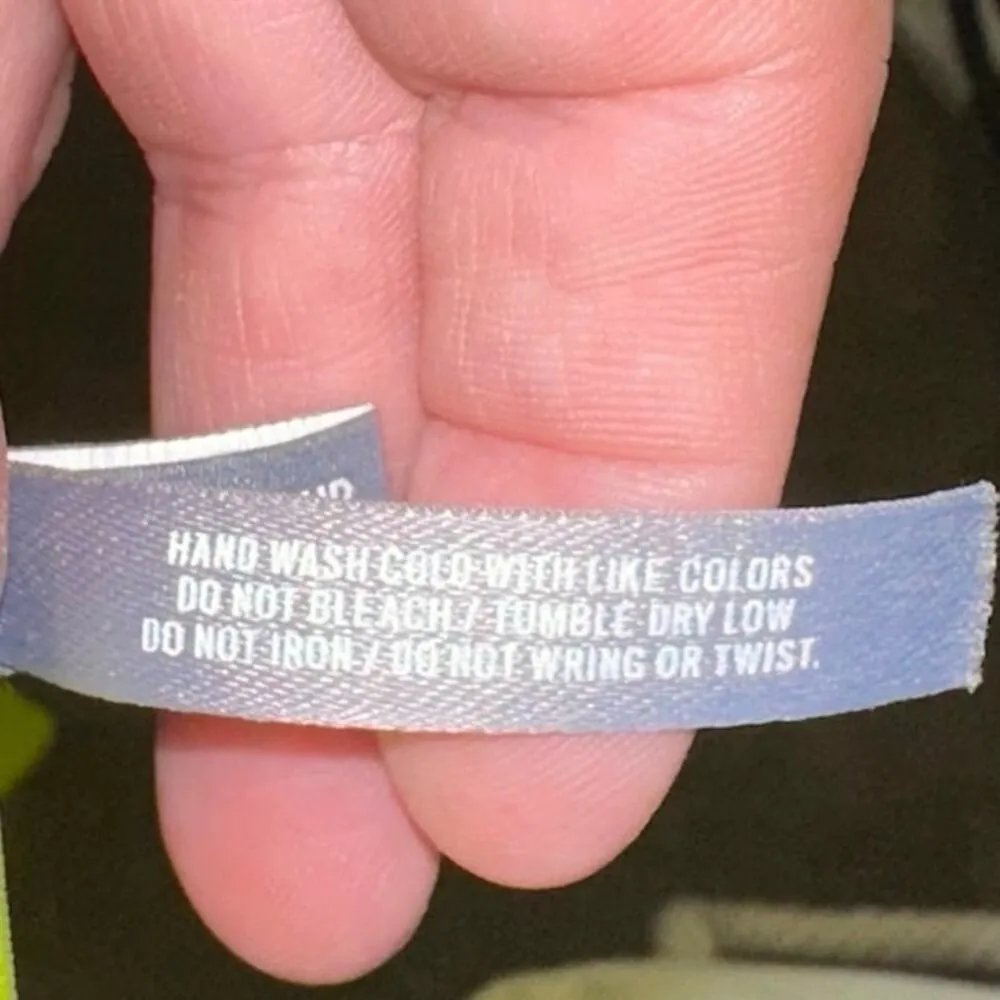 HAND WASH COLD WITH LIKE COLORS
DO NOT BLEACH / TUMBLE DRY LOW
DO NOT IRON / DO NOT WRING OR TWIST.